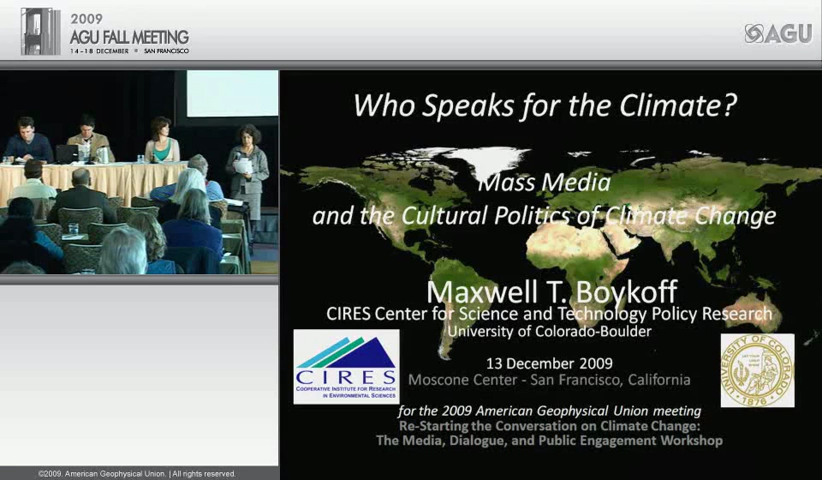 2009
AGU FALL MEETING
14–18 DECEMBER • SAN FRANCISCO
AGU
Who Speaks for the Climate?
Mass Media
and the Cultural Politics of Climate Change
Maxwell T. Boykoff
CIRES Center for Science and Technology Policy Research
University of Colorado-Boulder
CIRES
COOPERATIVE INSTITUTE FOR RESEARCH
IN ENVIRONMENTAL SCIENCES
UNIVERSITY OF COLORADO
1876
13 December 2009
Moscone Center - San Francisco, California
for the 2009 American Geophysical Union meeting
Re-Starting the Conversation on Climate Change:
The Media, Dialogue, and Public Engagement Workshop
©2009. American Geophysical Union. | All rights reserved.